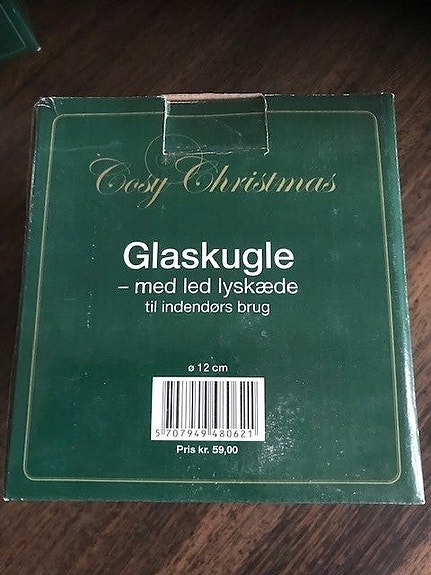 Cosy Christmas
Glaskugle
– med led lyskæde
til indendørs brug
ø 12 cm
5 707949 480621
Pris kr. 59,00